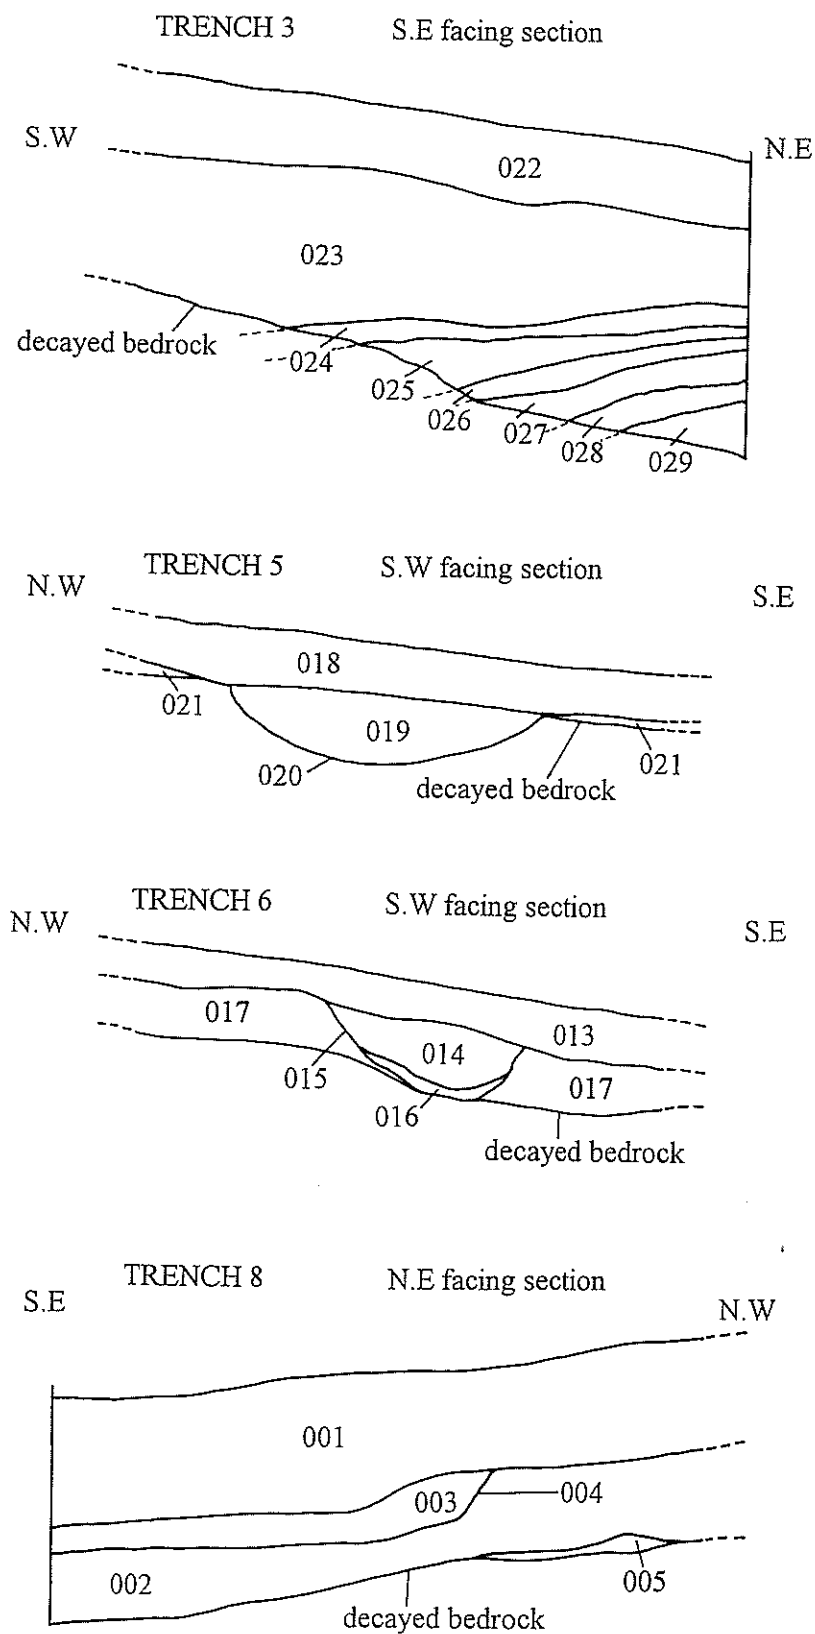 TRENCH 3 S.E facing section
S.W N.E
022
023
decayed bedrock
024
025
026
027
028
029
TRENCH 5 S.W facing section
N.W S.E
018
021
019
020
021
decayed bedrock
TRENCH 6 S.W facing section
N.W S.E
017
013
014
015
017
016
decayed bedrock
TRENCH 8 N.E facing section
S.E N.W
001
003
004
002
005
decayed bedrock